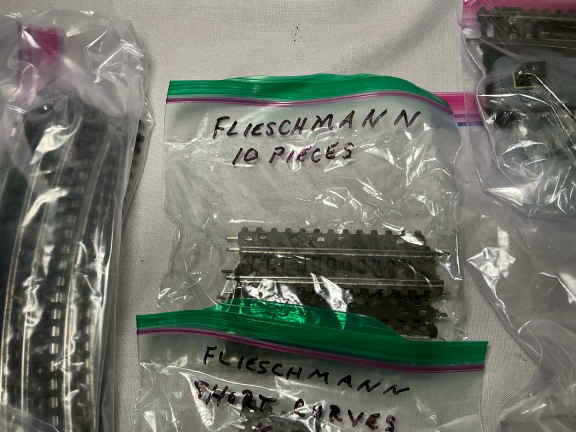 FLIESCHMANN
10 PIECES
FLIESCHMANN
SHORT CURVES